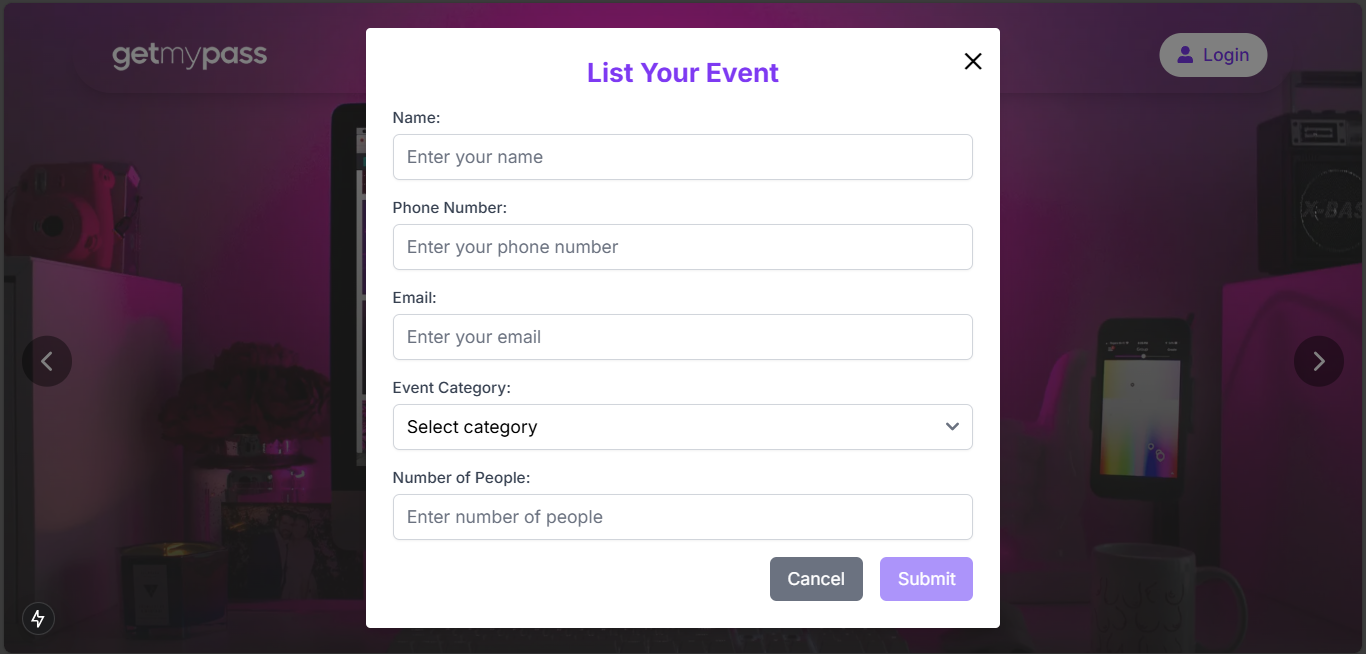 getmypass
Login
List Your Event
Name:
Enter your name
Phone Number:
Enter your phone number
Email:
Enter your email
Event Category:
Select category
Number of People:
Enter number of people
Cancel
Submit